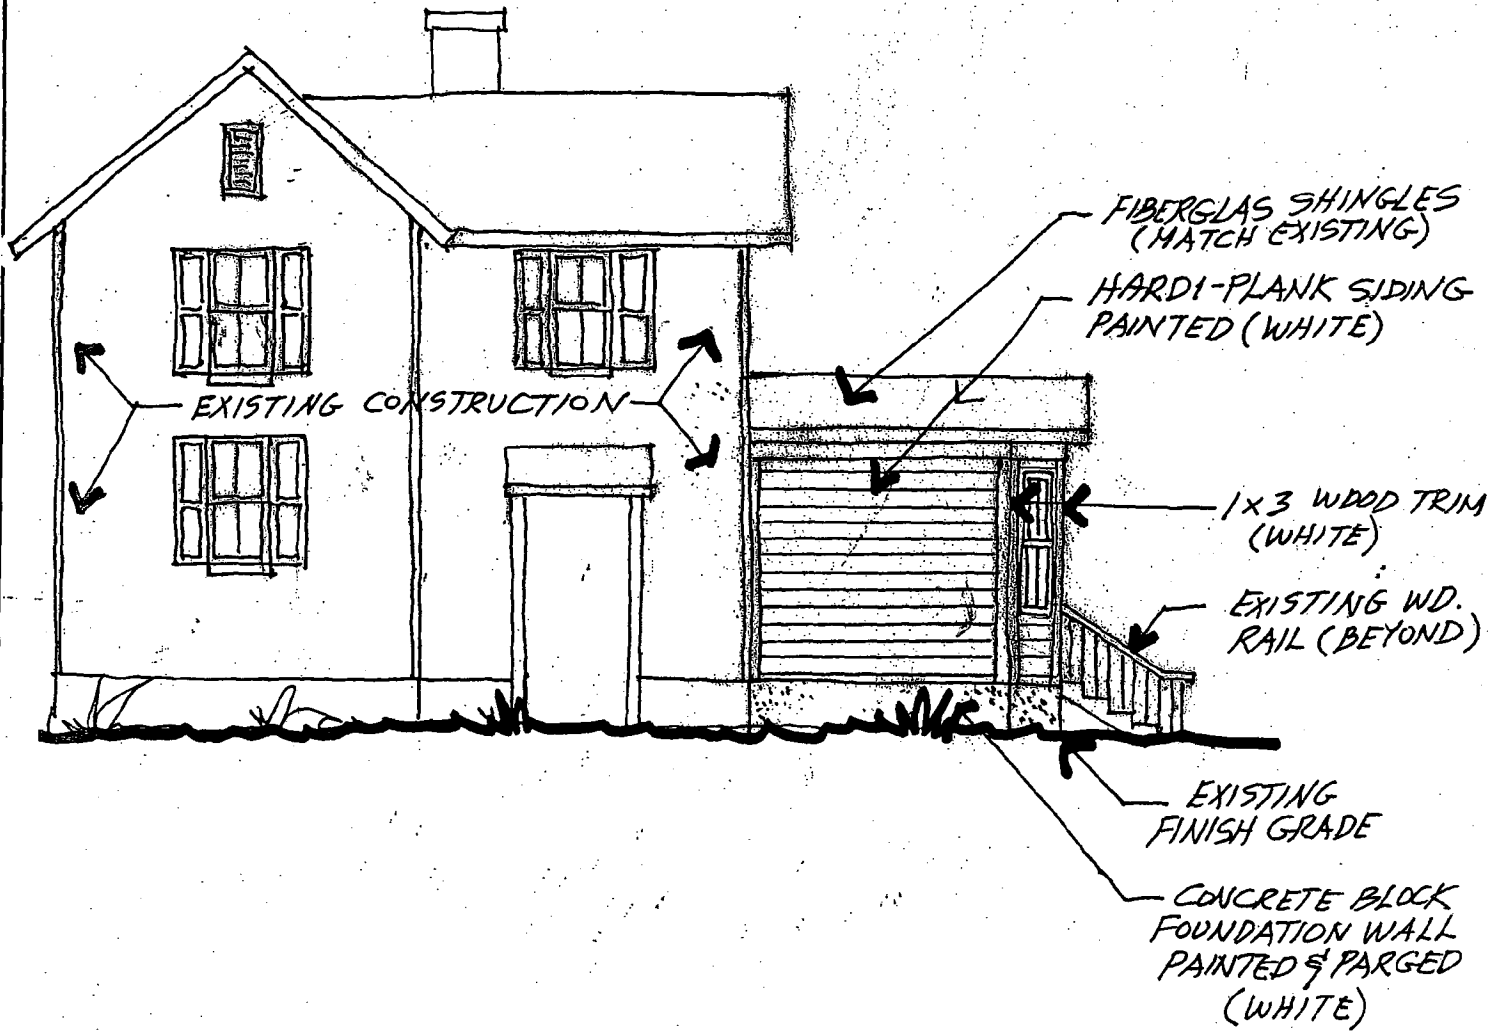 FIBERGLAS SHINGLES
(MATCH EXISTING)
HARDI-PLANK SIDING
PAINTED (WHITE)
EXISTING CONSTRUCTION
1x3 WOOD TRIM
(WHITE)
EXISTING WD.
RAIL (BEYOND)
EXISTING
FINISH GRADE
CONCRETE BLOCK
FOUNDATION WALL
PAINTED & PARGED
(WHITE)